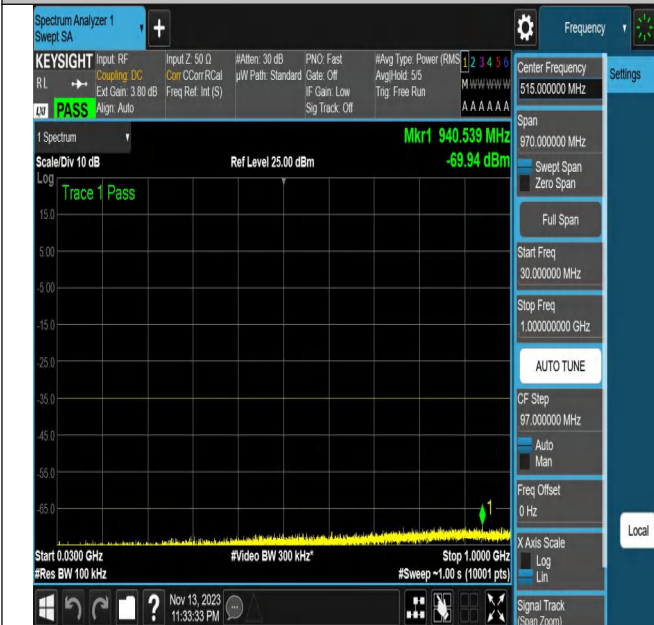 Spectrum Analyzer 1
Swept SA
+
Frequency
KEYSIGHT
RL
LXI PASS
Input: RF
Coupling: DC
Ext Gain: 3.80 dB
Align: Auto
Input Z: 50 Ω
Corr CCorr RCal
Freq Ref: Int (S)
#Atten: 30 dB
µW Path: Standard
PNO: Fast
Gate: Off
IF Gain: Low
Sig Track: Off
#Avg Type: Power (RMS
Avg|Hold: 5/5
Trig: Free Run
1 2 3 4 5 6
M W W W W W
A A A A A A
1 Spectrum
Mkr1 940.539 MHz
Scale/Div 10 dB
Ref Level 25.00 dBm
-69.94 dBm
Log
Trace 1 Pass
15.0
5.00
-5.00
-15.0
-25.0
-35.0
-45.0
-55.0
-65.0
1
Start 0.0300 GHz
#Video BW 300 kHz*
Stop 1.0000 GHz
#Res BW 100 kHz
#Sweep ~1.00 s (10001 pts)
?
Nov 13, 2023
11:33:33 PM
Center Frequency
515.000000 MHz
Settings
Span
970.000000 MHz
Swept Span
Zero Span
Full Span
Start Freq
30.000000 MHz
Stop Freq
1.000000000 GHz
AUTO TUNE
CF Step
97.000000 MHz
Auto
Man
Freq Offset
0 Hz
Local
X Axis Scale
Log
Lin
Signal Track
(Span Zoom)